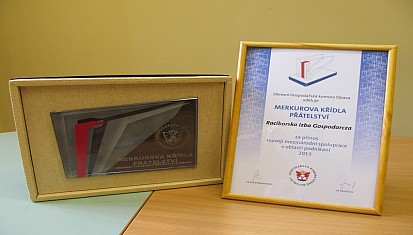 MERKUROVA KŘÍDLA
PŘÁTELSTVÍ
Okresní hospodářská komora Opava
uděluje
MERKUROVA KŘÍDLA
PŘÁTELSTVÍ
Raciborska Izba Gospodarcza
za přínos
rozvoji mezinárodní spolupráce
v oblasti podnikání
2013